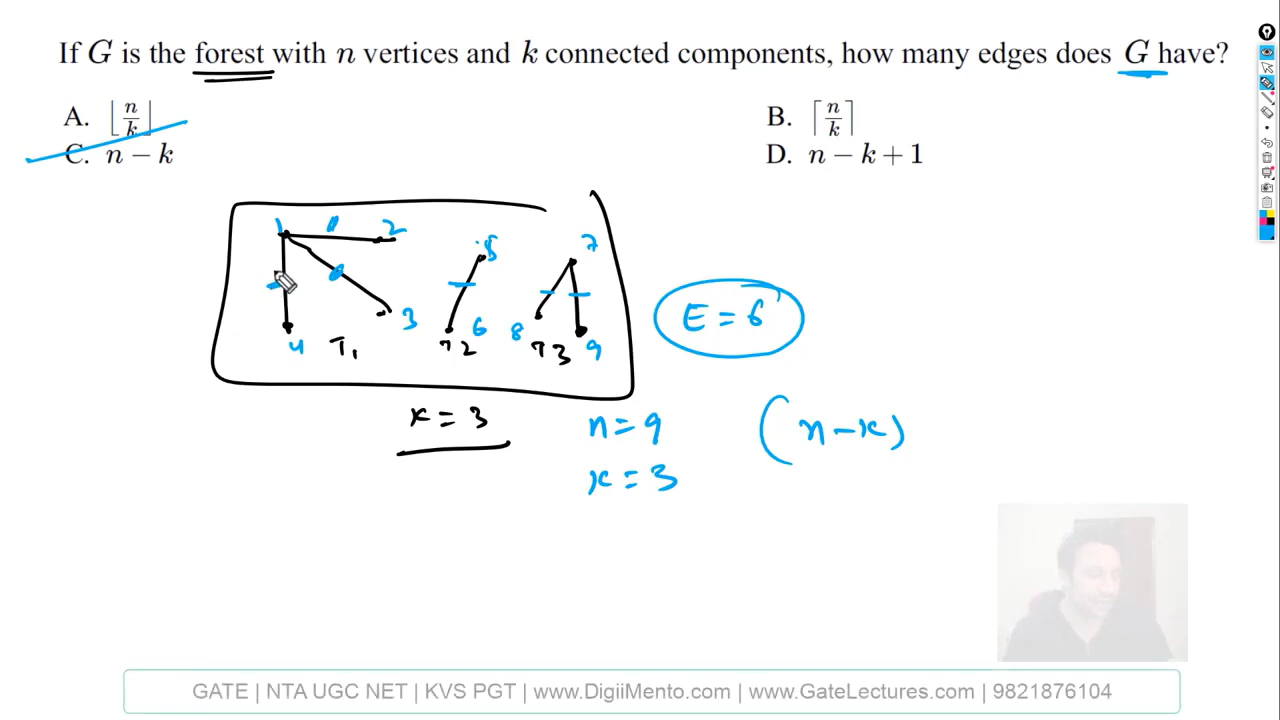 If G is the forest with n vertices and k connected components, how many edges does G have?
A. ⌊n/k⌋
B. ⌈n/k⌉
C. n − k
D. n − k + 1
1 2 5 7
3
4 T1 6 T2 8 T3 9
E = 6
k = 3
n = 9
(n-k)
k = 3
GATE | NTA UGC NET | KVS PGT | www.DigiiMento.com | www.GateLectures.com | 9821876104